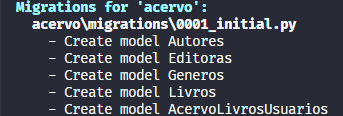 Migrations for 'acervo':
acervo\migrations\0001_initial.py
- Create model Autores
- Create model Editoras
- Create model Generos
- Create model Livros
- Create model AcervoLivrosUsuarios